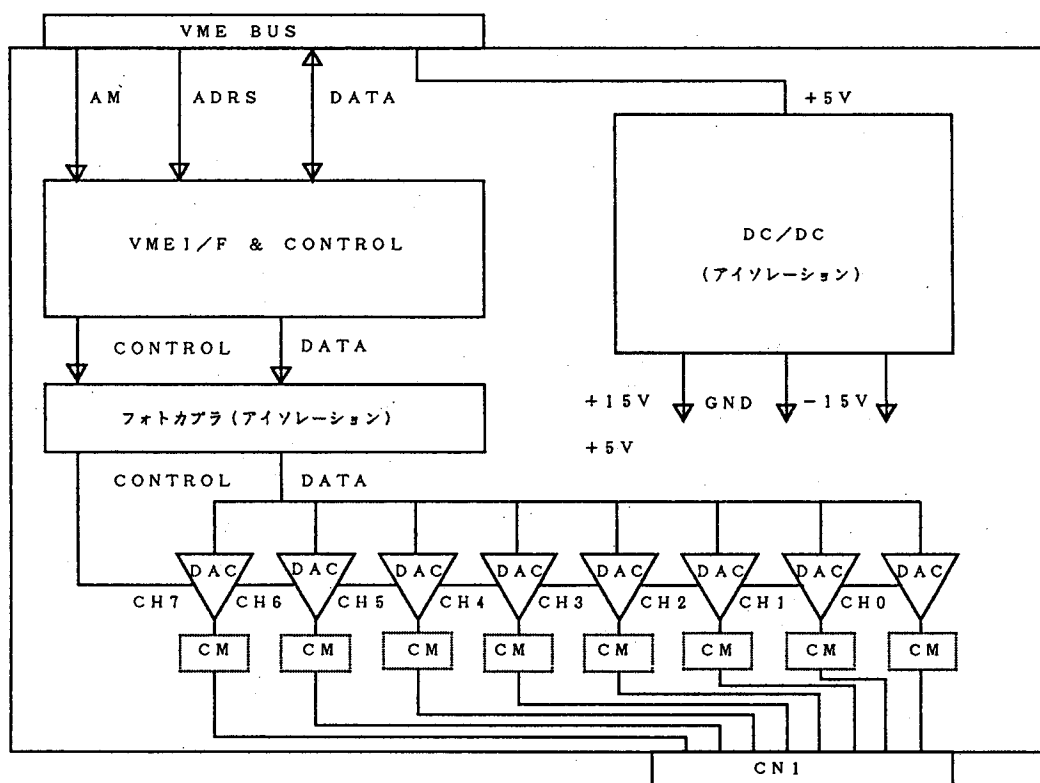 VME BUS
AM
ADRS
DATA
+5V
VMEI/F & CONTROL
DC/DC
(アイソレーション)
CONTROL
DATA
+15V
GND
-15V
+5V
フォトカプラ(アイソレーション)
CONTROL
DATA
DAC DAC DAC DAC DAC DAC DAC DAC
CH7 CH6 CH5 CH4 CH3 CH2 CH1 CH0
CM CM CM CM CM CM CM CM
CN1